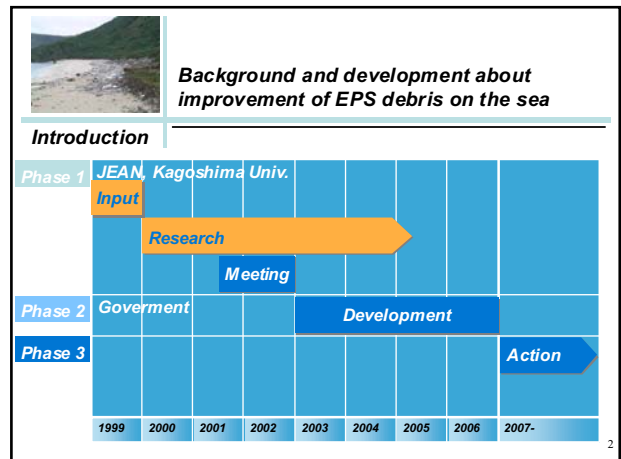 Background and development about
improvement of EPS debris on the sea
Introduction
Phase 1
JEAN, Kagoshima Univ.
Input
Research
Meeting
Phase 2
Goverment
Development
Phase 3
Action
1999 2000 2001 2002 2003 2004 2005 2006 2007-
2